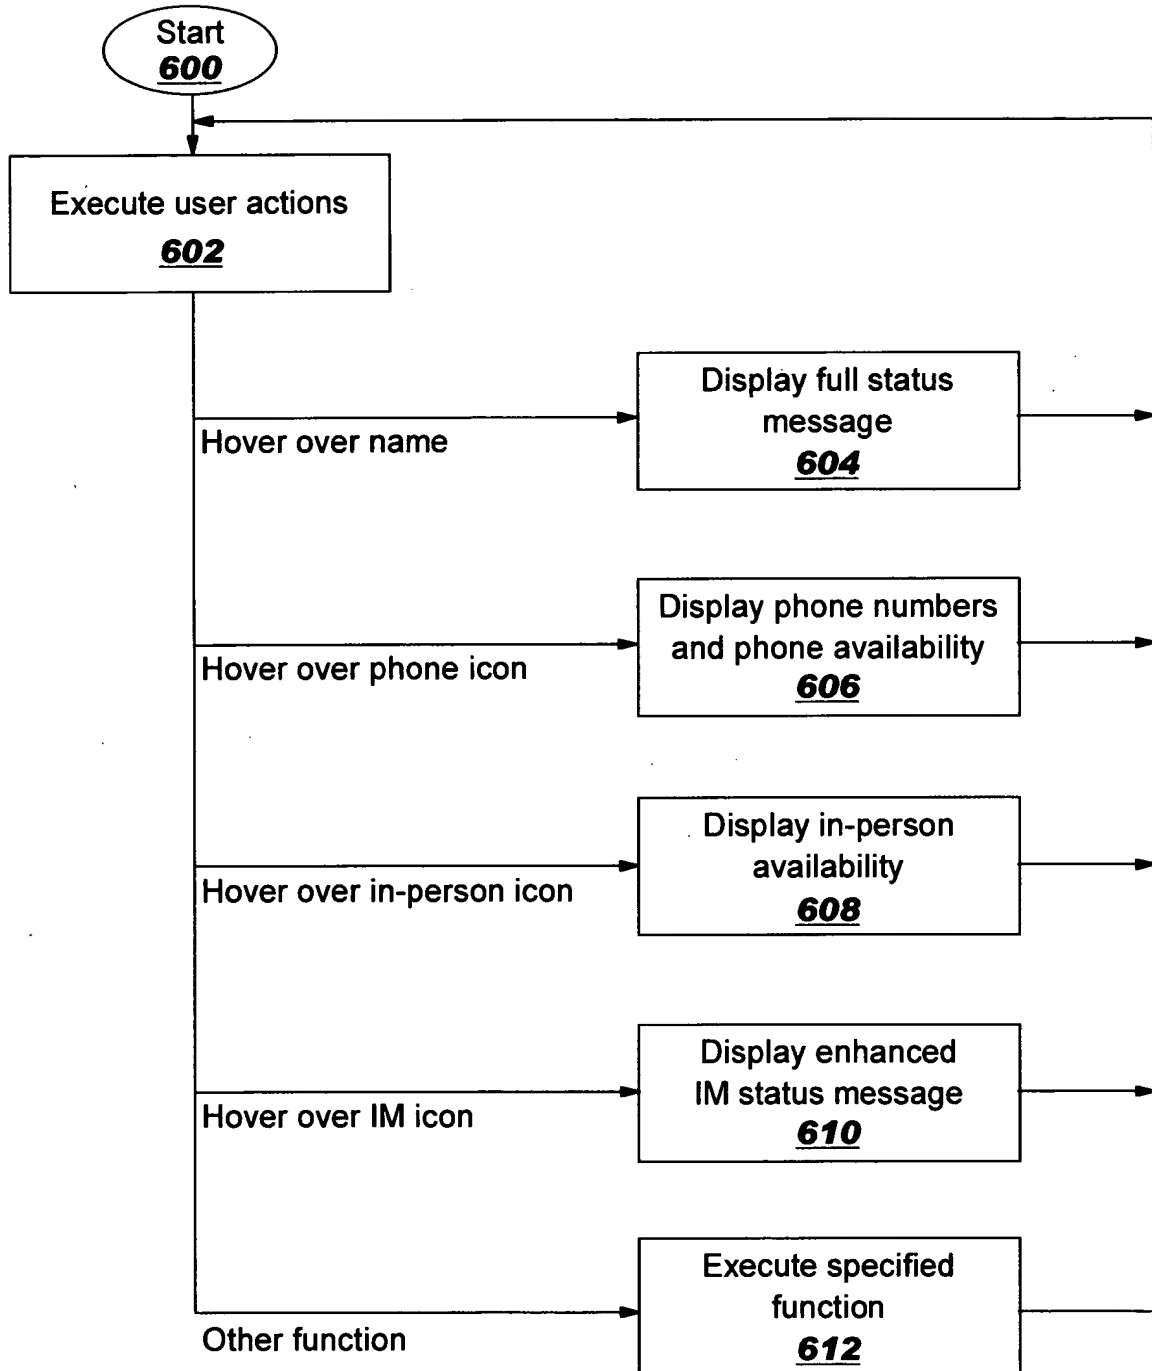 Start
600
Execute user actions
602
Display full status
message
604
Hover over name
Display phone numbers
and phone availability
606
Hover over phone icon
Display in-person
availability
608
Hover over in-person icon
Display enhanced
IM status message
610
Hover over IM icon
Execute specified
function
612
Other function